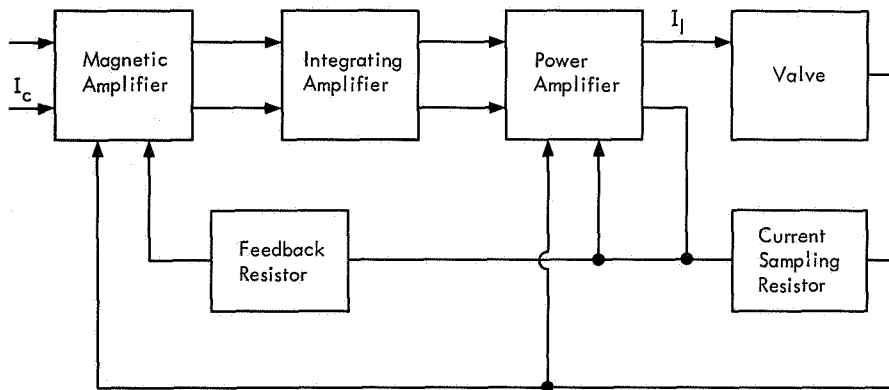 I_c
Magnetic
Amplifier
Integrating
Amplifier
Power
Amplifier
I_l
Valve
Feedback
Resistor
Current
Sampling
Resistor